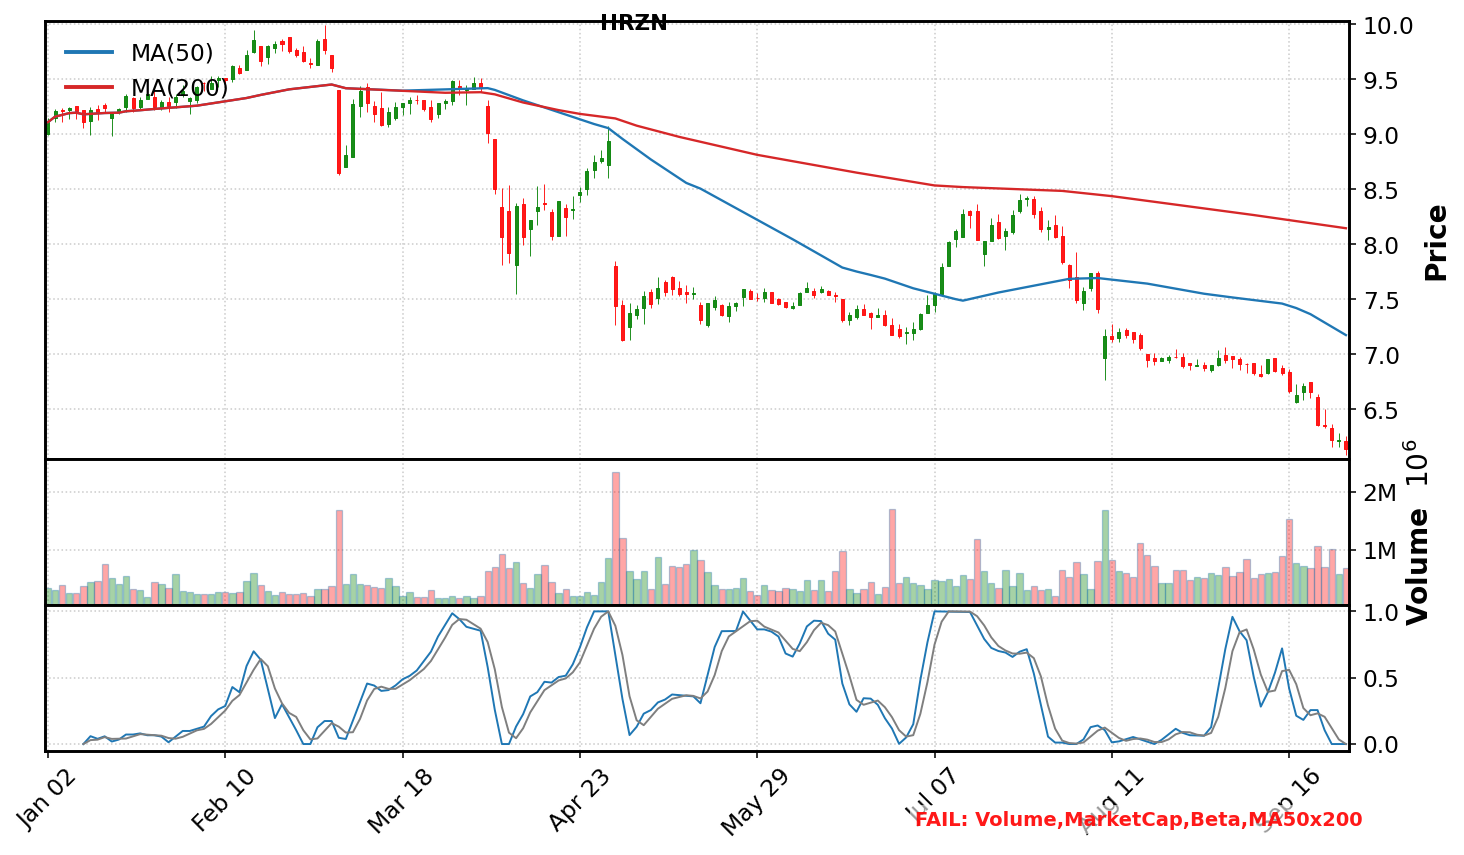 HRZN
MA(50)
MA(200)
10.0
9.5
9.0
8.5
8.0
7.5
7.0
6.5
Price
2M
1M
Volume 10^6
1.0
0.5
0.0
Jan 02
Feb 10
Mar 18
Apr 23
May 29
Jul 07
Aug 11
Sep 16
FAIL: Volume,MarketCap,Beta,MA50x200